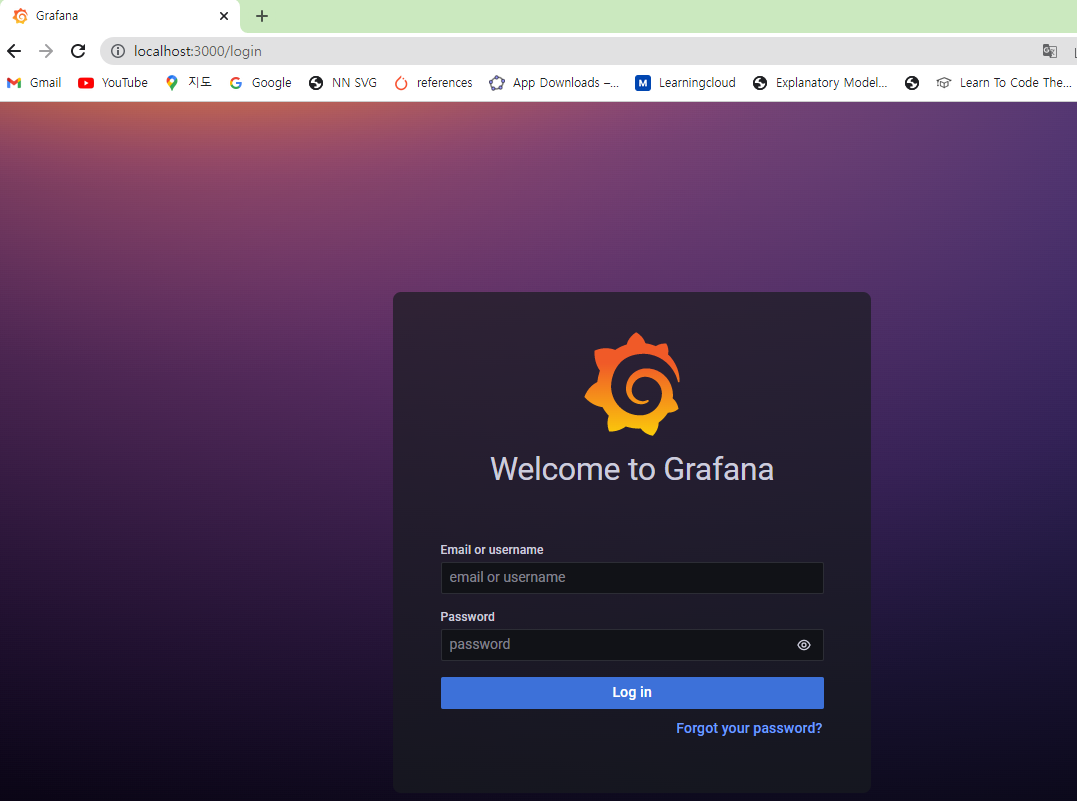 Grafana
localhost:3000/login
Gmail YouTube 지도 Google NN SVG references App Downloads –... M Learningcloud Explanatory Model... Learn To Code The...
Welcome to Grafana
Email or username
email or username
Password
password
Log in
Forgot your password?